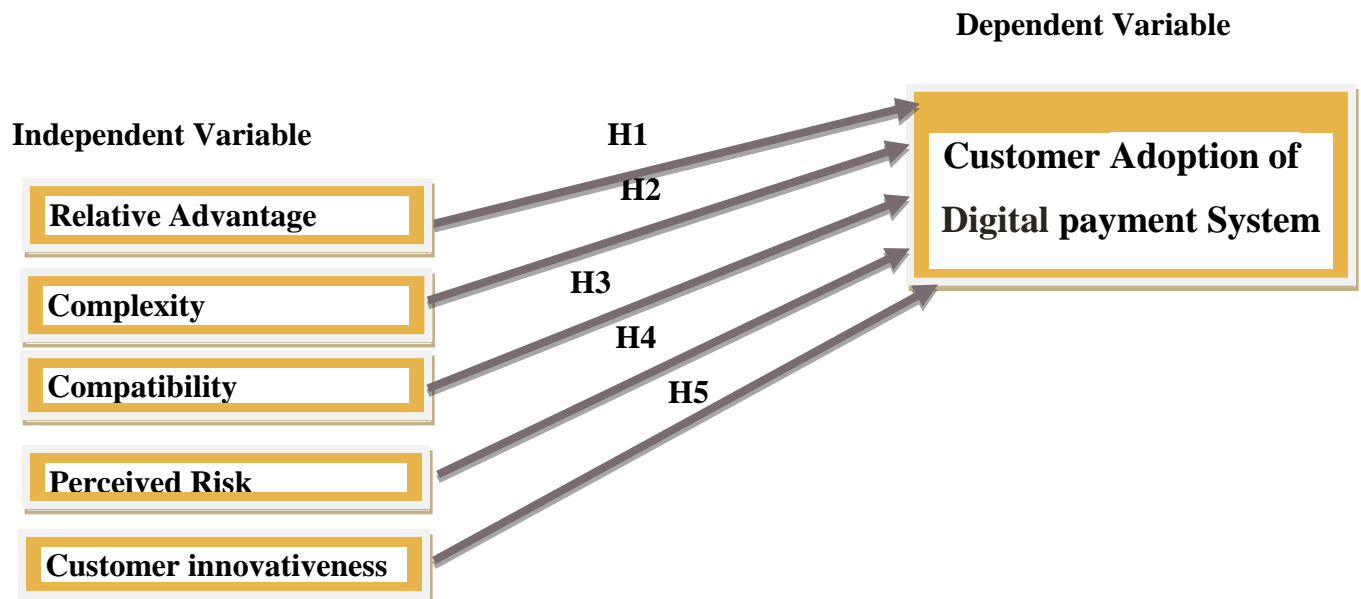 Dependent Variable
Independent Variable
H1
Customer Adoption of
Digital payment System
H2
Relative Advantage
H3
Complexity
H4
Compatibility
H5
Perceived Risk
Customer innovativeness